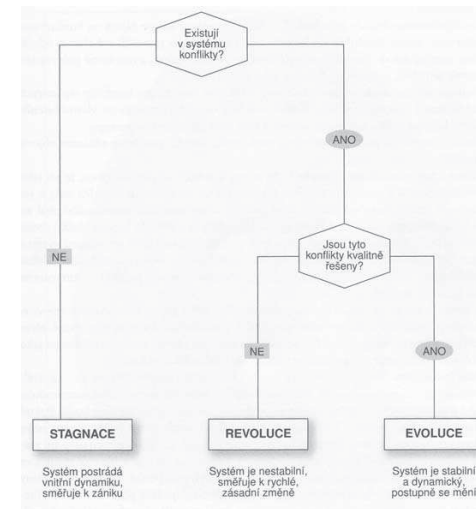 Existují
v systému
konflikty?
ANO
NE
Jsou tyto
konflikty kvalitně
řešeny?
NE
ANO
STAGNACE
REVOLUCE
EVOLUCE
Systém postrádá
vnitřní dynamiku,
směřuje k zániku
Systém je nestabilní,
směřuje k rychlé,
zásadní změně
Systém je stabilní
a dynamický,
postupně se mění